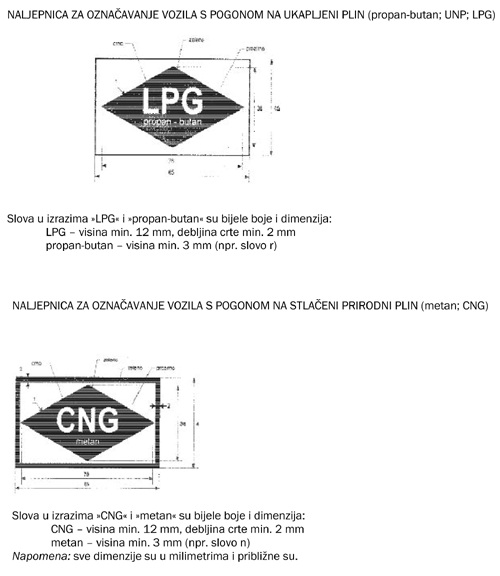 NALJEPNICA ZA OZNAČAVANJE VOZILA S POGONOM NA UKAPLJENI PLIN (propan-butan; UNP; LPG)
zelena
prozirno
LPG
propan - butan
Slova u izrazima »LPG« i »propan-butan« su bijele boje i dimenzija:
LPG – visina min. 12 mm, debljina crte min. 2 mm
propan-butan – visina min. 3 mm (npr. slovo r)
NALJEPNICA ZA OZNAČAVANJE VOZILA S POGONOM NA STLAČENI PRIRODNI PLIN (metan; CNG)
zelena
prozirno
CNG
metan
Slova u izrazima »CNG« i »metan« su bijele boje i dimenzija:
CNG – visina min. 12 mm, debljina crte min. 2 mm
metan – visina min. 3 mm (npr. slovo n)
Napomena: sve dimenzije su u milimetrima i približne su.